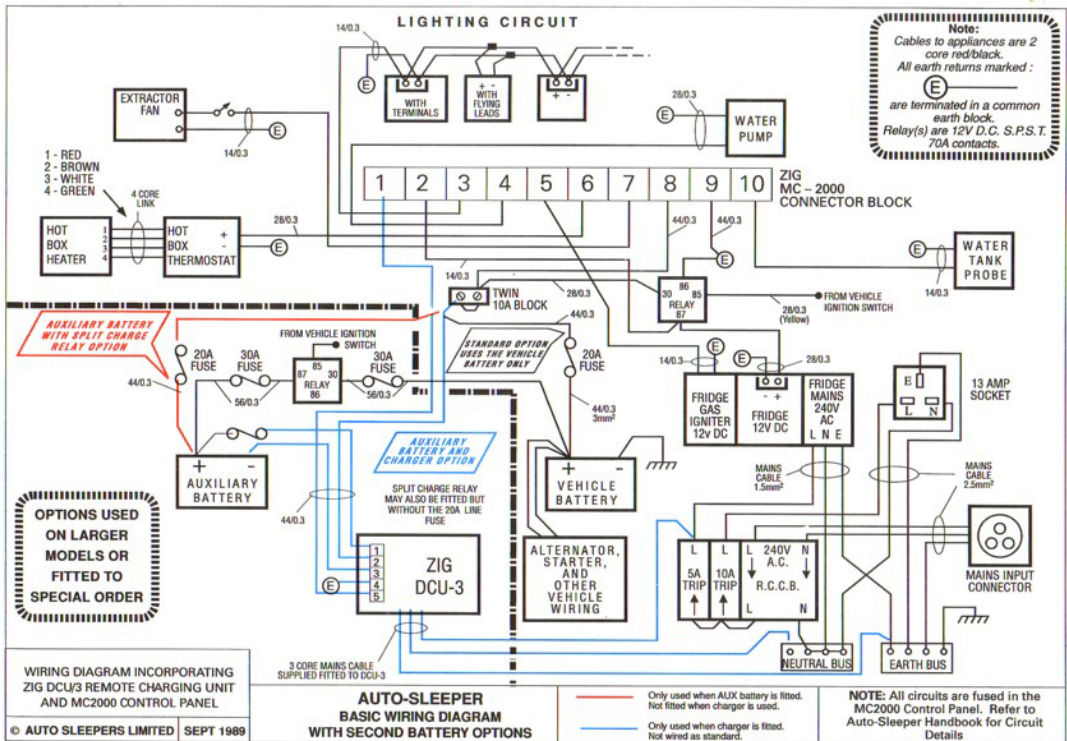 LIGHTING CIRCUIT
14/0.3
E
WITH
TERMINALS
+ -
WITH
FLYING
LEADS
+ -
Note:
Cables to appliances are 2
core red/black.
All earth returns marked :
E
are terminated in a common
earth block.
Relay(s) are 12V D.C. S.P.S.T.
70A contacts.
EXTRACTOR
FAN
E
14/0.3
28/0.3
E
WATER
PUMP
1 - RED
2 - BROWN
3 - WHITE
4 - GREEN
4 CORE
LINK
1 2 3 4 5 6 7 8 9 10
ZIG
MC - 2000
CONNECTOR BLOCK
HOT
BOX
HEATER
1
2
3
4
HOT
BOX
THERMOSTAT
+
-
28/0.3
E
44/0.3
44/0.3
E
E
WATER
TANK
PROBE
14/0.3
14/0.3
TWIN
10A BLOCK
28/0.3
86
30 85
RELAY
87
FROM VEHICLE
IGNITION SWITCH
28/0.3
(Yellow)
AUXILIARY BATTERY
WITH SPLIT CHARGE
RELAY OPTION
20A
FUSE
44/0.3
30A
FUSE
56/0.3
FROM VEHICLE IGNITION
SWITCH
85
87 30
RELAY
86
30A
FUSE
56/0.3
44/0.3
STANDARD OPTION
USES THE VEHICLE
BATTERY ONLY
20A
FUSE
44/0.3
3mm²
14/0.3
E
E
28/0.3
FRIDGE
GAS
IGNITER
12v DC
- +
FRIDGE
12V DC
FRIDGE
MAINS
240V
AC
L N E
E
L N
13 AMP
SOCKET
+ -
AUXILIARY
BATTERY
AUXILIARY
BATTERY AND
CHARGER OPTION
+ -
VEHICLE
BATTERY
MAINS
CABLE
1.5mm²
MAINS
CABLE
2.5mm²
OPTIONS USED
ON LARGER
MODELS OR
FITTED TO
SPECIAL ORDER
44/0.3
SPLIT CHARGE RELAY
MAY ALSO BE FITTED BUT
WITHOUT THE 20A LINE
FUSE
E
1
2
3
4
5
ZIG
DCU-3
ALTERNATOR,
STARTER,
AND
OTHER
VEHICLE
WIRING
L
5A
TRIP
L
10A
TRIP
L 240V N
A.C.
R.C.C.B.
L N
MAINS INPUT
CONNECTOR
3 CORE MAINS CABLE
SUPPLIED FITTED TO DCU-3
NEUTRAL BUS
EARTH BUS
WIRING DIAGRAM INCORPORATING
ZIG DCU/3 REMOTE CHARGING UNIT
AND MC2000 CONTROL PANEL
© AUTO SLEEPERS LIMITED SEPT 1989
AUTO-SLEEPER
BASIC WIRING DIAGRAM
WITH SECOND BATTERY OPTIONS
Only used when AUX battery is fitted.
Not fitted when charger is used.
Only used when charger is fitted.
Not wired as standard.
NOTE: All circuits are fused in the
MC2000 Control Panel. Refer to
Auto-Sleeper Handbook for Circuit
Details